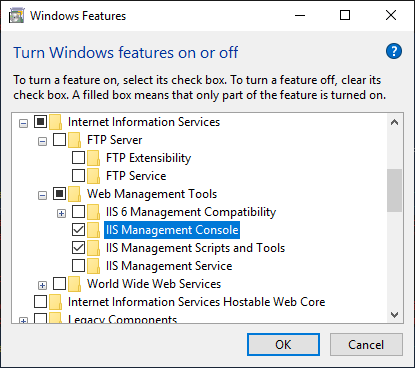 Windows Features
Turn Windows features on or off
?
To turn a feature on, select its check box. To turn a feature off, clear its
check box. A filled box means that only part of the feature is turned on.
Internet Information Services
FTP Server
FTP Extensibility
FTP Service
Web Management Tools
IIS 6 Management Compatibility
IIS Management Console
IIS Management Scripts and Tools
IIS Management Service
World Wide Web Services
Internet Information Services Hostable Web Core
Legacy Components
OK
Cancel